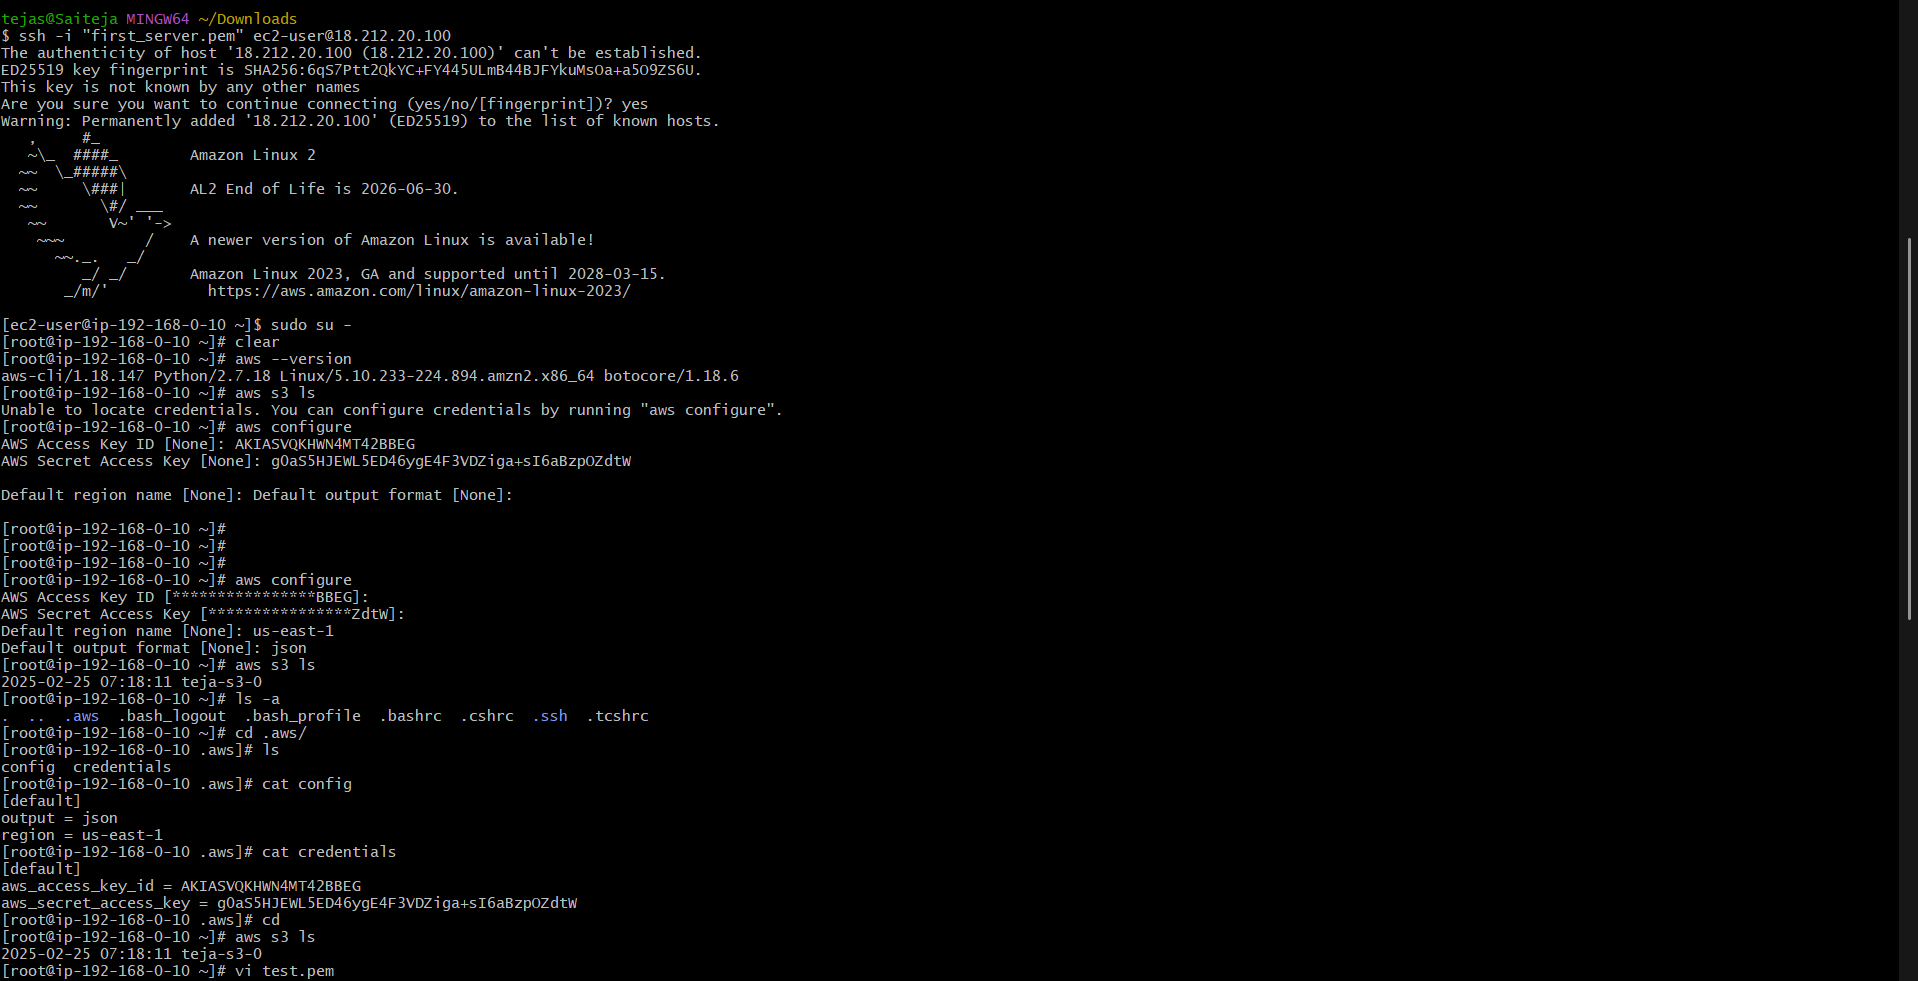 tejas@Saiteja MINGW64 ~/Downloads
$ ssh -i "first_server.pem" ec2-user@18.212.20.100
The authenticity of host '18.212.20.100 (18.212.20.100)' can't be established.
ED25519 key fingerprint is SHA256:6qS7Ptt2QkYC+FY445ULmB44BJFYkuMsOa+a5O9ZS6U.
This key is not known by any other names
Are you sure you want to continue connecting (yes/no/[fingerprint])? yes
Warning: Permanently added '18.212.20.100' (ED25519) to the list of known hosts.
   ,     #_
   ~\_  ####_        Amazon Linux 2
  ~~  \_#####\
  ~~     \###|       AL2 End of Life is 2026-06-30.
  ~~       \#/ ___
   ~~       V~' '->
    ~~~         /    A newer version of Amazon Linux is available!
      ~~._.   _/
         _/ _/       Amazon Linux 2023, GA and supported until 2028-03-15.
       _/m/'           https://aws.amazon.com/linux/amazon-linux-2023/
[ec2-user@ip-192-168-0-10 ~]$ sudo su -
[root@ip-192-168-0-10 ~]# clear
[root@ip-192-168-0-10 ~]# aws --version
aws-cli/1.18.147 Python/2.7.18 Linux/5.10.233-224.894.amzn2.x86_64 botocore/1.18.6
[root@ip-192-168-0-10 ~]# aws s3 ls
Unable to locate credentials. You can configure credentials by running "aws configure".
[root@ip-192-168-0-10 ~]# aws configure
AWS Access Key ID [None]: AKIASVQKHWN4MT42BBEG
AWS Secret Access Key [None]: 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
Default region name [None]: Default output format [None]:
[root@ip-192-168-0-10 ~]#
[root@ip-192-168-0-10 ~]#
[root@ip-192-168-0-10 ~]#
[root@ip-192-168-0-10 ~]# aws configure
AWS Access Key ID [****************BBEG]:
AWS Secret Access Key [****************ZdtW]:
Default region name [None]: us-east-1
Default output format [None]: json
[root@ip-192-168-0-10 ~]# aws s3 ls
2025-02-25 07:18:11 teja-s3-0
[root@ip-192-168-0-10 ~]# ls -a
.  ..  .aws  .bash_logout  .bash_profile  .bashrc  .cshrc  .ssh  .tcshrc
[root@ip-192-168-0-10 ~]# cd .aws/
[root@ip-192-168-0-10 .aws]# ls
config  credentials
[root@ip-192-168-0-10 .aws]# cat config
[default]
output = json
region = us-east-1
[root@ip-192-168-0-10 .aws]# cat credentials
[default]
aws_access_key_id = AKIASVQKHWN4MT42BBEG
aws_secret_access_key = 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
[root@ip-192-168-0-10 .aws]# cd
[root@ip-192-168-0-10 ~]# aws s3 ls
2025-02-25 07:18:11 teja-s3-0
[root@ip-192-168-0-10 ~]# vi test.pem